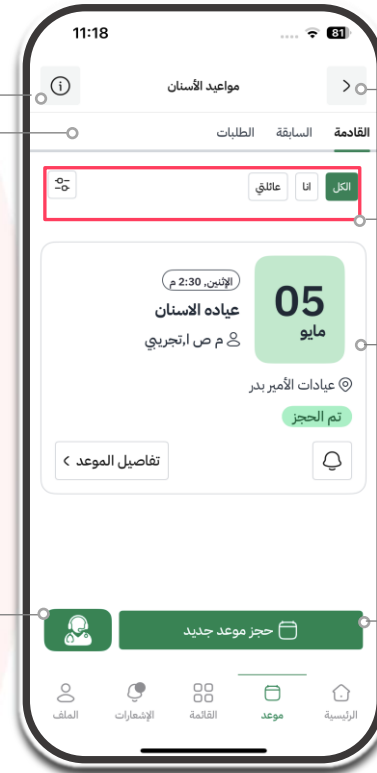 11:18 81
مواعيد الأسنان
القادمة السابقة الطلبات
الكل انا عائلتي
05
مايو
الإثنين, 2:30 م
عياده الاسنان
م ص ا,تجريبي
عيادات الأمير بدر
تم الحجز
تفاصيل الموعد
حجز موعد جديد
الرئيسية موعد القائمة الإشعارات الملف